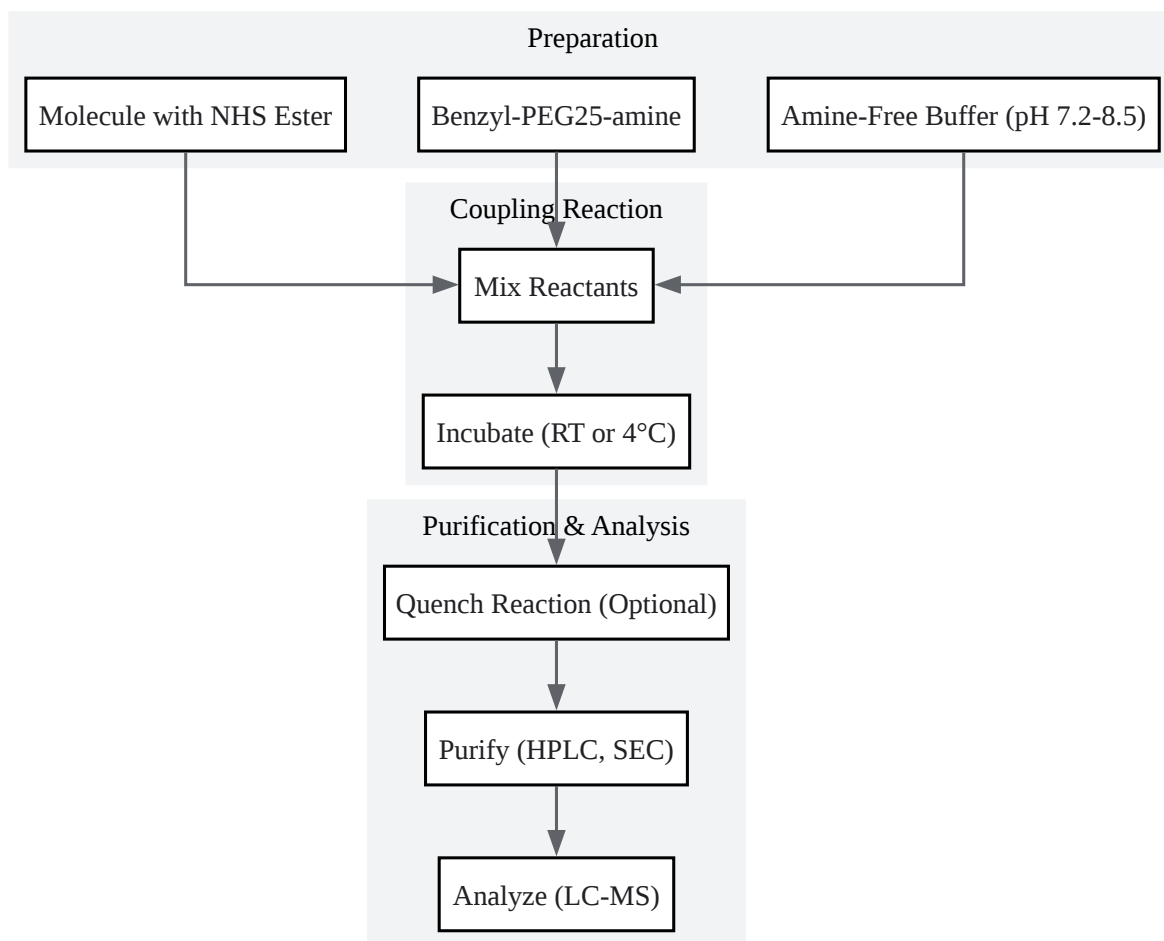 Preparation
Molecule with NHS Ester
Benzyl-PEG25-amine
Amine-Free Buffer (pH 7.2-8.5)
Coupling Reaction
Mix Reactants
Incubate (RT or 4°C)
Purification & Analysis
Quench Reaction (Optional)
Purify (HPLC, SEC)
Analyze (LC-MS)